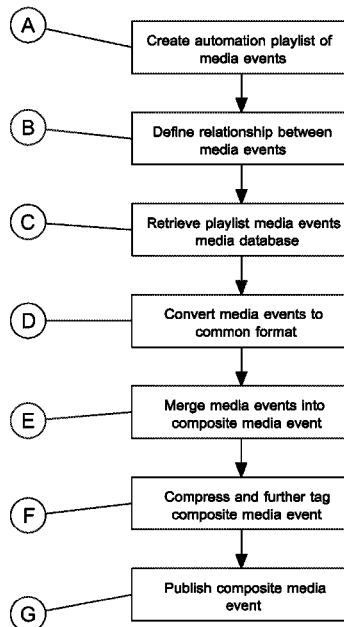 A
Create automation playlist of
media events
B
Define relationship between
media events
C
Retrieve playlist media events
media database
D
Convert media events to
common format
E
Merge media events into
composite media event
F
Compress and further tag
composite media event
G
Publish composite media
event